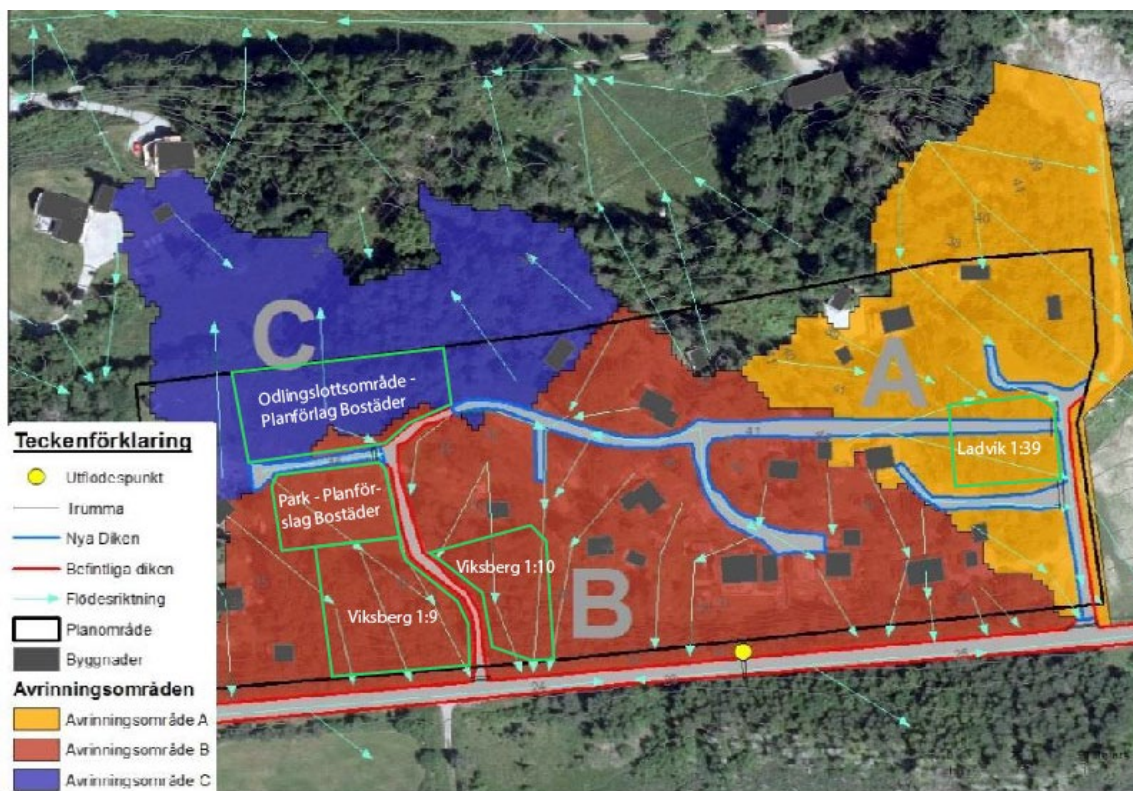 C
Odlingslottsområde -
Planförlag Bostäder
A
Ladvik 1:39
Park - Planför-
slag Bostäder
Viksberg 1:10
Viksberg 1:9
B
Teckenförklaring
Utflödespunkt
Trumma
Nya Diken
Befintliga diken
Flödesriktning
Planområde
Byggnader
Avrinningsområden
Avrinningsområde A
Avrinningsområde B
Avrinningsområde C